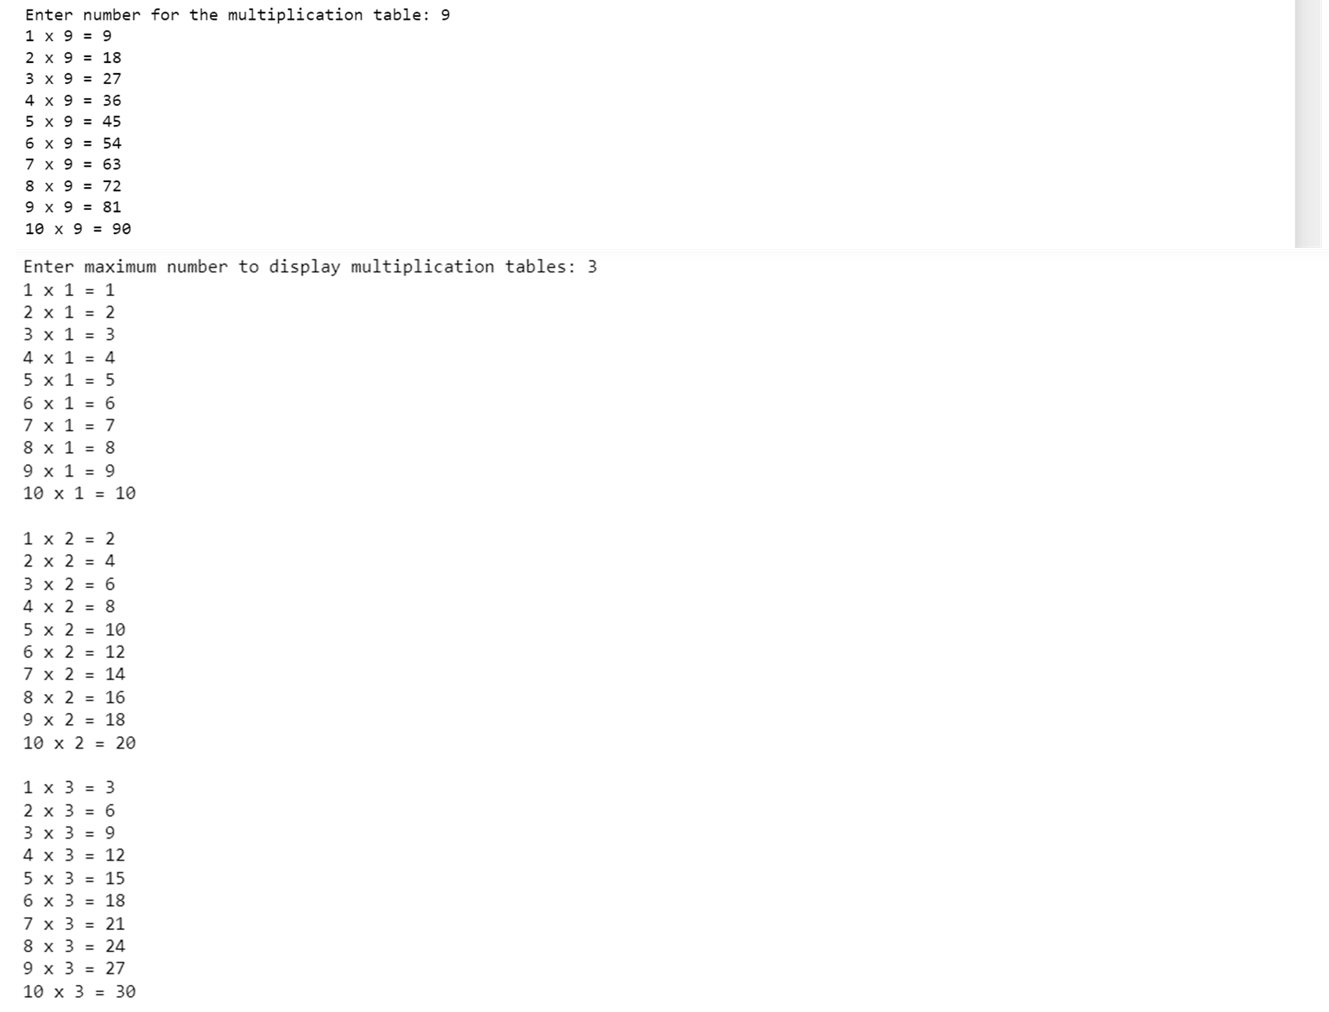 Enter number for the multiplication table: 9
1 x 9 = 9
2 x 9 = 18
3 x 9 = 27
4 x 9 = 36
5 x 9 = 45
6 x 9 = 54
7 x 9 = 63
8 x 9 = 72
9 x 9 = 81
10 x 9 = 90
Enter maximum number to display multiplication tables: 3
1 x 1 = 1
2 x 1 = 2
3 x 1 = 3
4 x 1 = 4
5 x 1 = 5
6 x 1 = 6
7 x 1 = 7
8 x 1 = 8
9 x 1 = 9
10 x 1 = 10
1 x 2 = 2
2 x 2 = 4
3 x 2 = 6
4 x 2 = 8
5 x 2 = 10
6 x 2 = 12
7 x 2 = 14
8 x 2 = 16
9 x 2 = 18
10 x 2 = 20
1 x 3 = 3
2 x 3 = 6
3 x 3 = 9
4 x 3 = 12
5 x 3 = 15
6 x 3 = 18
7 x 3 = 21
8 x 3 = 24
9 x 3 = 27
10 x 3 = 30